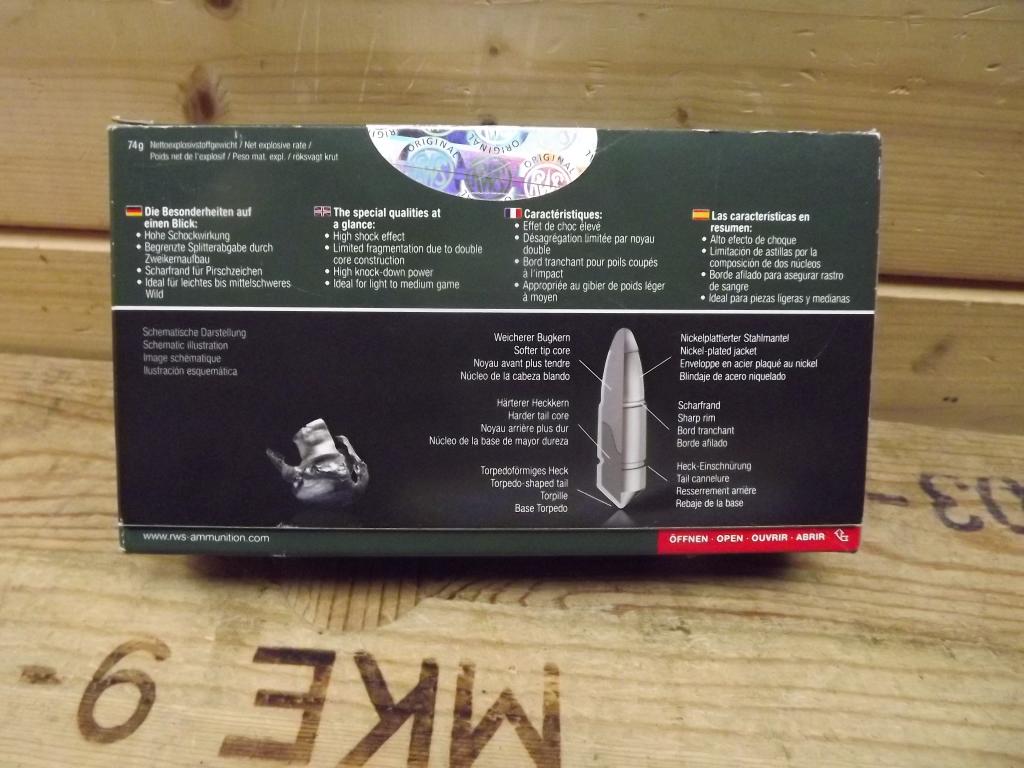 74g Nettoexplosivstoffgewicht / Net explosive rate /
Poids net de l'explosif / Peso mat. expl. / röksvagt krut
ORIGINAL
ORIGINAL
ORIGINAL
RWS
RWS
RWS
Die Besonderheiten auf
einen Blick:
• Hohe Schockwirkung
• Begrenzte Splitterabgabe durch
Zweikernaufbau
• Scharfrand für Pirschzeichen
• Ideal für leichtes bis mittelschweres
Wild
The special qualities at
a glance:
• High shock effect
• Limited fragmentation due to double
core construction
• High knock-down power
• Ideal for light to medium game
Caractéristiques:
• Effet de choc élevé
• Désagrégation limitée par noyau
double
• Bord tranchant pour poils coupés
à l'impact
• Appropriée au gibier de poids léger
à moyen
Las características en
resumen:
• Alto efecto de choque
• Limitación de astillas por la
composición de dos núcleos
• Borde afilado para asegurar rastro
de sangre
• Ideal para piezas ligeras y medianas
Schematische Darstellung
Schematic illustration
Image schématique
Ilustración esquemática
Weicherer Bugkern
Softer tip core
Noyau avant plus tendre
Núcleo de la cabeza blando
Härterer Heckkern
Harder tail core
Noyau arrière plus dur
Núcleo de la base de mayor dureza
Torpedoförmiges Heck
Torpedo-shaped tail
Torpille
Base Torpedo
Nickelplattierter Stahlmantel
Nickel-plated jacket
Enveloppe en acier plaqué au nickel
Blindaje de acero niquelado
Scharfrand
Sharp rim
Bord tranchant
Borde afilado
Heck-Einschnürung
Tail cannelure
Resserrement arrière
Rebaje de la base
www.rws-ammunition.com
ÖFFNEN · OPEN · OUVRIR · ABRIR
MKE 9-